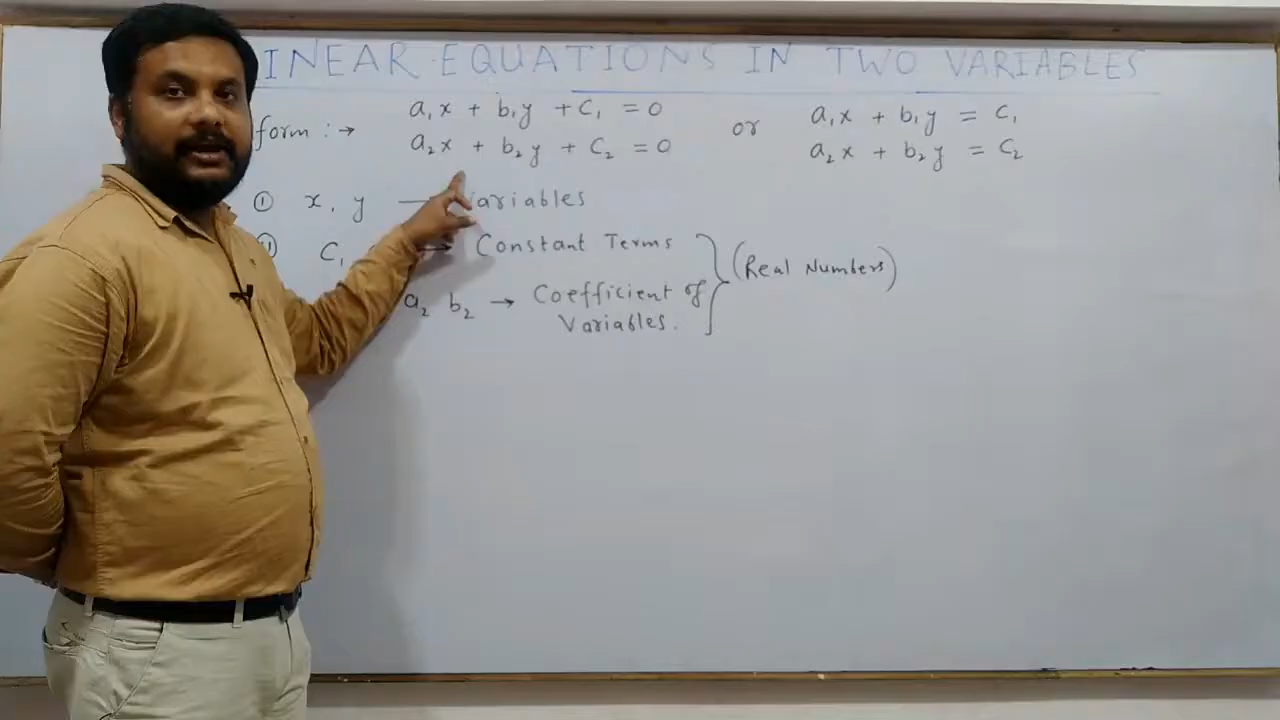 INEAR EQUATIONS IN TWO VARIABLES
form :→ a₁x + b₁y + C₁ = 0 or a₁x + b₁y = C₁
a₂x + b₂y + C₂ = 0 a₂x + b₂y = C₂
① x, y → Variables
C₁ → Constant Terms
a₂ b₂ → Coefficient of Variables.
(Real Numbers)